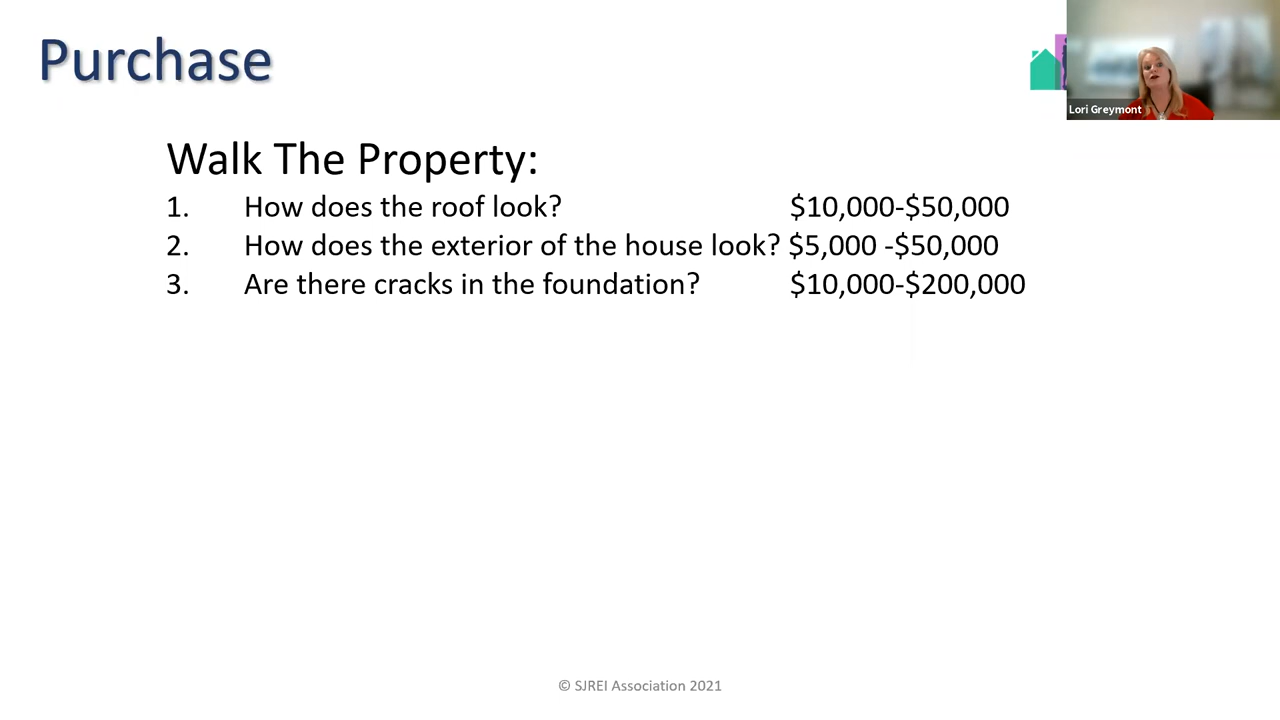 Purchase
Lori Greymont
Walk The Property:
1. How does the roof look? $10,000-$50,000
2. How does the exterior of the house look? $5,000 -$50,000
3. Are there cracks in the foundation? $10,000-$200,000
© SJREI Association 2021